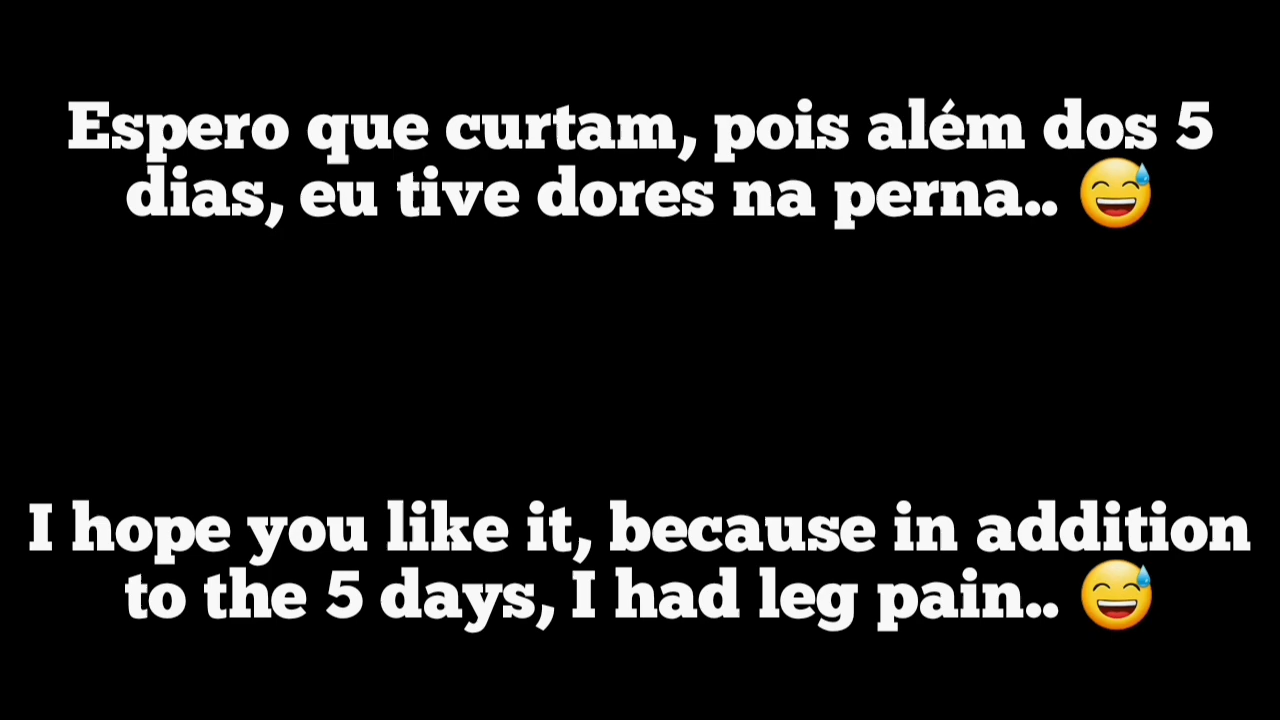 Espero que curtam, pois além dos 5
dias, eu tive dores na perna.. 😅
I hope you like it, because in addition
to the 5 days, I had leg pain.. 😅